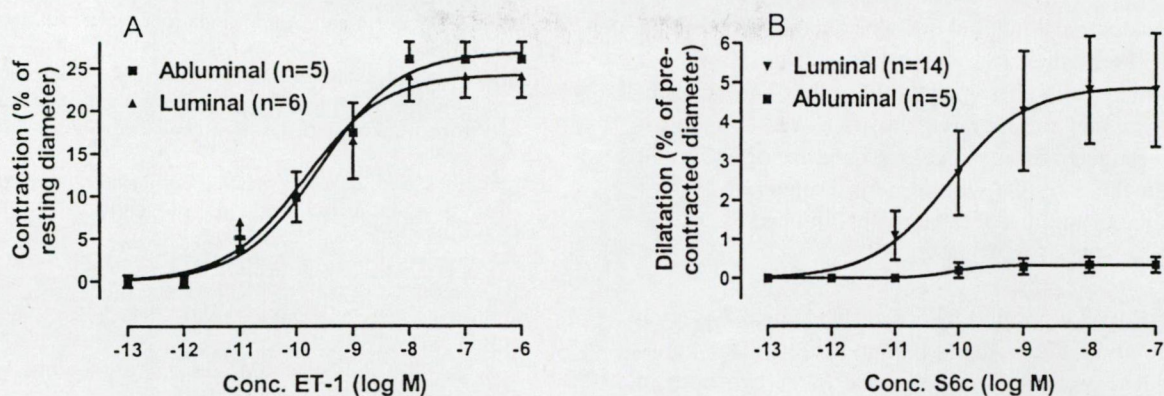 A
Abluminal (n=5)
Luminal (n=6)
Contraction (% of
resting diameter)
25
20
15
10
5
0
-13 -12 -11 -10 -9 -8 -7 -6
Conc. ET-1 (log M)
B
Luminal (n=14)
Abluminal (n=5)
Dilatation (% of pre-
contracted diameter)
6
5
4
3
2
1
0
-13 -12 -11 -10 -9 -8 -7
Conc. S6c (log M)